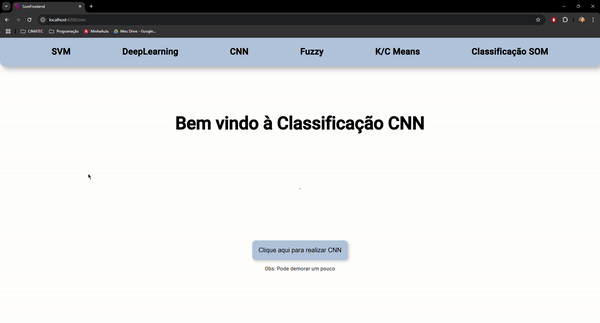 SomFrontend
localhost:4200/cnn
CIMATEC
Programação
MinhaAula
Meu Drive - Google...
SVM
DeepLearning
CNN
Fuzzy
K/C Means
Classificação SOM
Bem vindo à Classificação CNN
Clique aqui para realizar CNN
Obs: Pode demorar um pouco